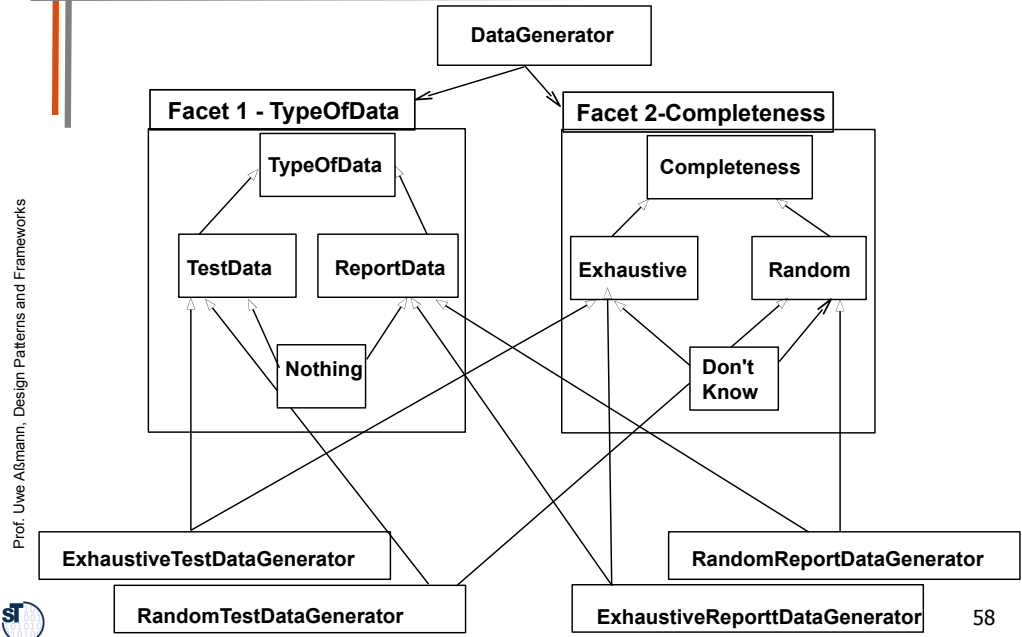 DataGenerator
Facet 1 - TypeOfData
Facet 2-Completeness
TypeOfData
Completeness
TestData
ReportData
Exhaustive
Random
Nothing
Don't
Know
ExhaustiveTestDataGenerator
RandomReportDataGenerator
RandomTestDataGenerator
ExhaustiveReporttDataGenerator
Prof. Uwe Aßmann, Design Patterns and Frameworks
ST
58